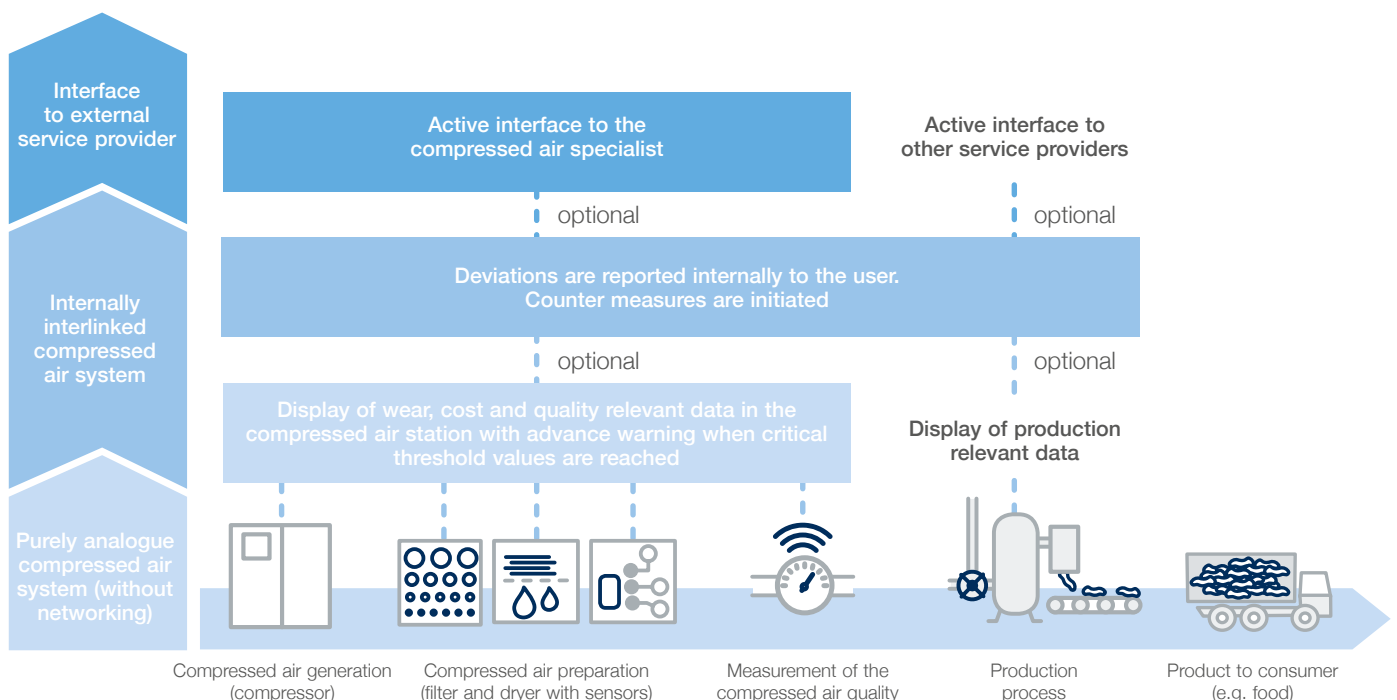 Interface
to external
service provider
Active interface to the
compressed air specialist
Active interface to
other service providers
optional
optional
Internally
interlinked
compressed
air system
Deviations are reported internally to the user.
Counter measures are initiated
optional
optional
Display of wear, cost and quality relevant data in the
compressed air station with advance warning when critical
threshold values are reached
Display of production
relevant data
Purely analogue
compressed air
system (without
networking)
Compressed air generation
(compressor)
Compressed air preparation
(filter and dryer with sensors)
Measurement of the
compressed air quality
Production
process
Product to consumer
(e.g. food)